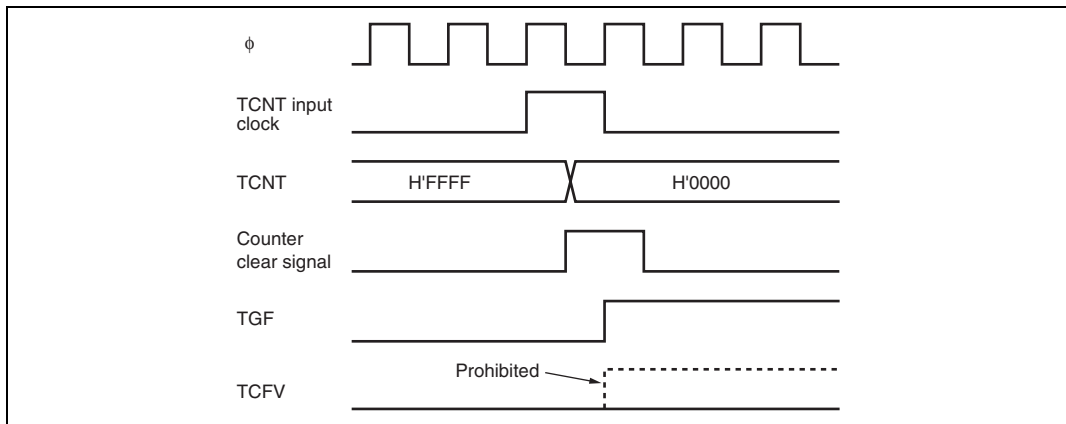 ϕ
TCNT input
clock
TCNT
H'FFFF
H'0000
Counter
clear signal
TGF
Prohibited
TCFV